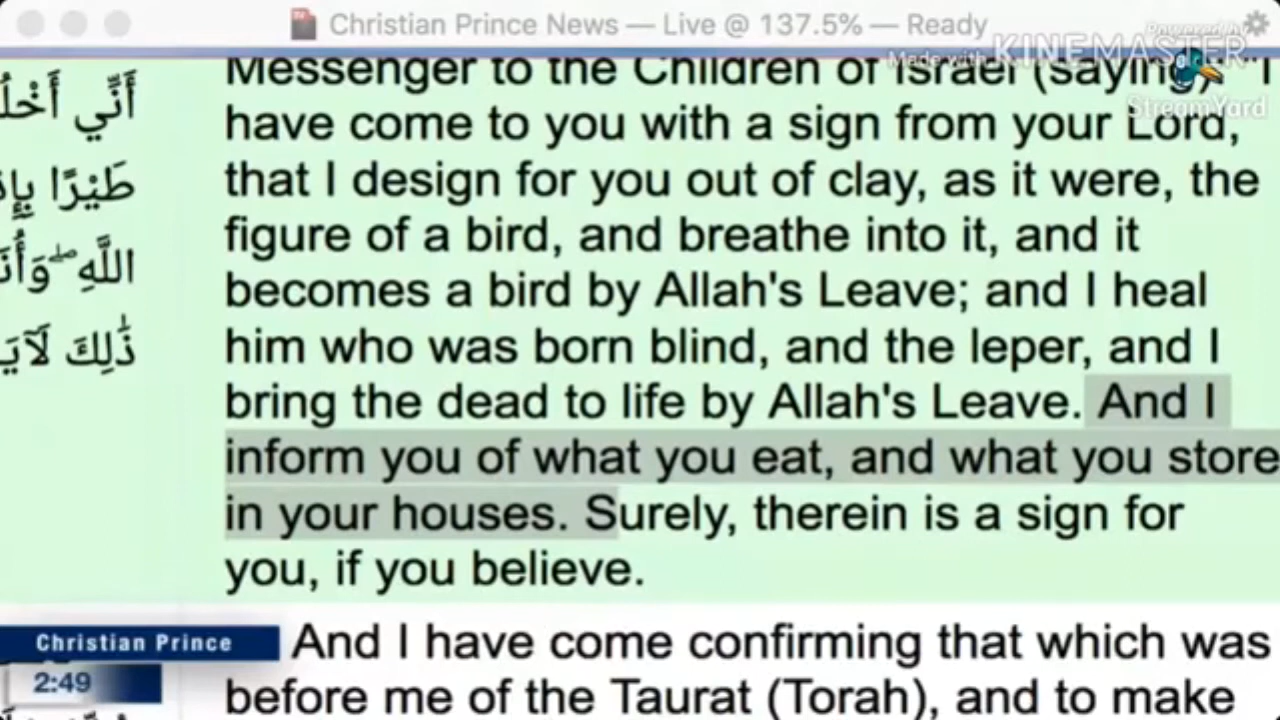 Christian Prince News — Live @ 137.5% — Ready
Powered by
Made with KINEMASTER
StreamYard
Messenger to the Children of Israel (saying): "I
have come to you with a sign from your Lord,
that I design for you out of clay, as it were, the
figure of a bird, and breathe into it, and it
becomes a bird by Allah's Leave; and I heal
him who was born blind, and the leper, and I
bring the dead to life by Allah's Leave. And I
inform you of what you eat, and what you store
in your houses. Surely, therein is a sign for
you, if you believe.
أَنِّي
طَيْرًا
اللَّهِ ۖ
ذَٰلِكَ
Christian Prince
2:49
And I have come confirming that which was
before me of the Taurat (Torah), and to make